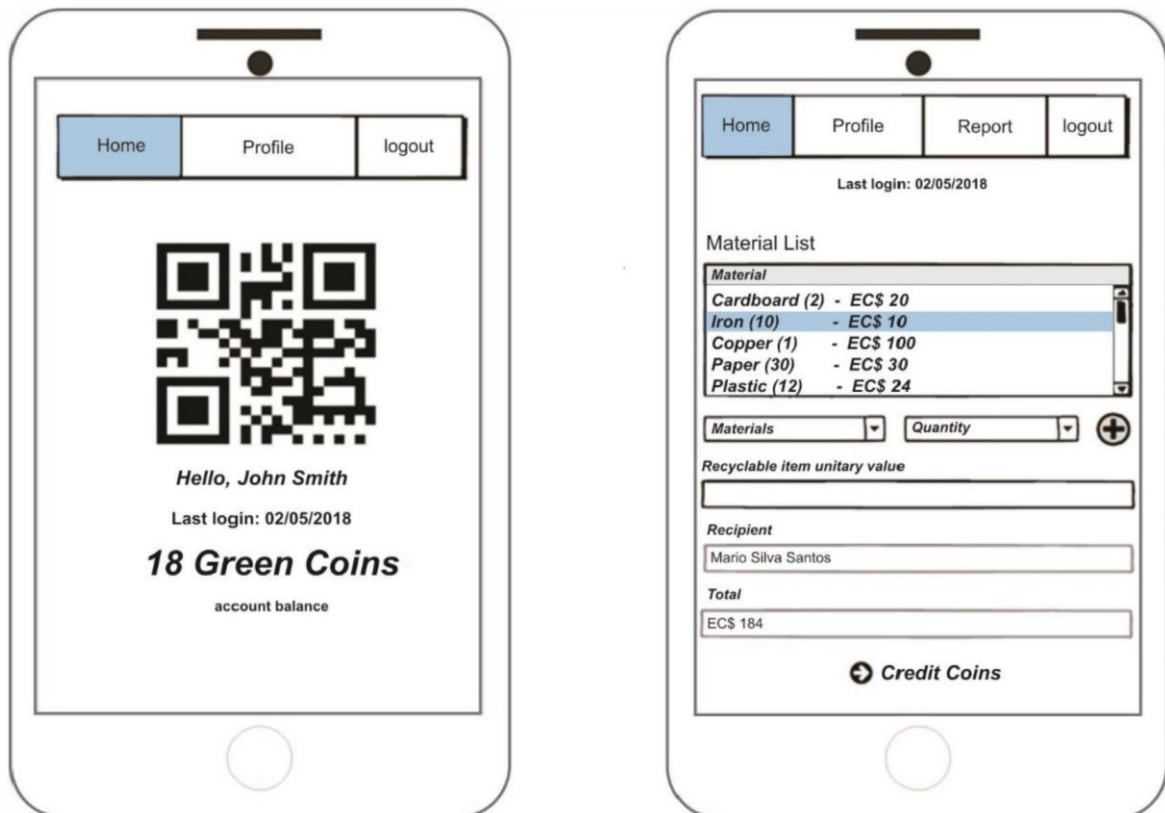 Home Profile logout
Hello, John Smith
Last login: 02/05/2018
18 Green Coins
account balance
Home Profile Report logout
Last login: 02/05/2018
Material List
Material
Cardboard (2) - EC$ 20
Iron (10) - EC$ 10
Copper (1) - EC$ 100
Paper (30) - EC$ 30
Plastic (12) - EC$ 24
Materials Quantity
Recyclable item unitary value
Recipient
Mario Silva Santos
Total
EC$ 184
Credit Coins